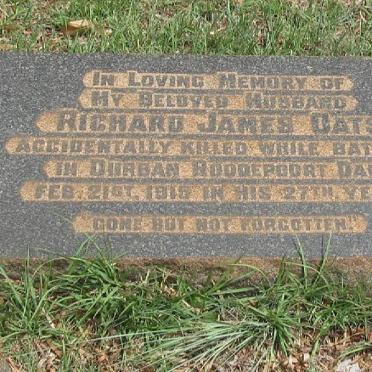 In Loving Memory of
My Beloved Husband
Richard James
Accidentally Killed While
in Durban Roodepoort
Feb. 21st. 1916 in his 27th
"Gone but not forgotten"